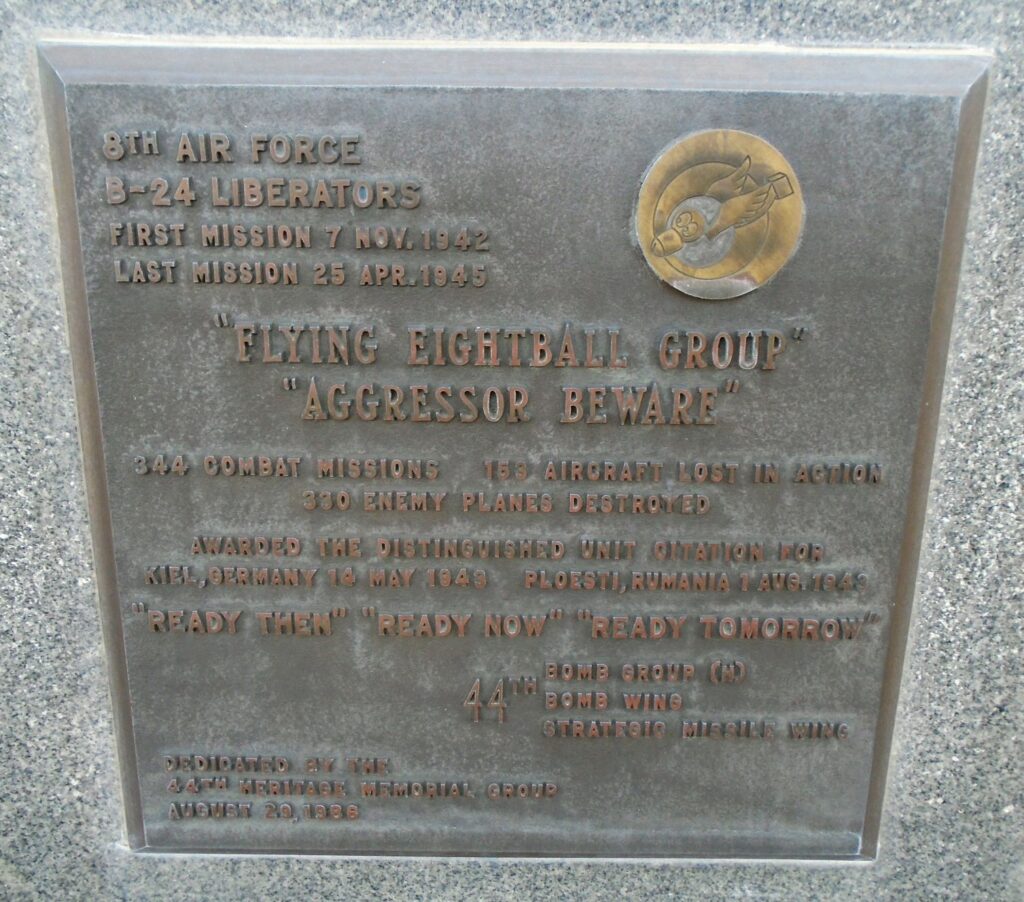 8TH AIR FORCE
B-24 LIBERATORS
FIRST MISSION 7 NOV. 1942
LAST MISSION 25 APR. 1945
"FLYING EIGHTBALL GROUP"
"AGGRESSOR BEWARE"
344 COMBAT MISSIONS 153 AIRCRAFT LOST IN ACTION
330 ENEMY PLANES DESTROYED
AWARDED THE DISTINGUISHED UNIT CITATION FOR
KIEL, GERMANY 14 MAY 1943 PLOESTI, RUMANIA 1 AUG. 1943
"READY THEN" "READY NOW" "READY TOMORROW"
44TH BOMB GROUP (H)
BOMB WING
STRATEGIC MISSILE WING
DEDICATED BY THE
44TH HERITAGE MEMORIAL GROUP
AUGUST 29, 1986